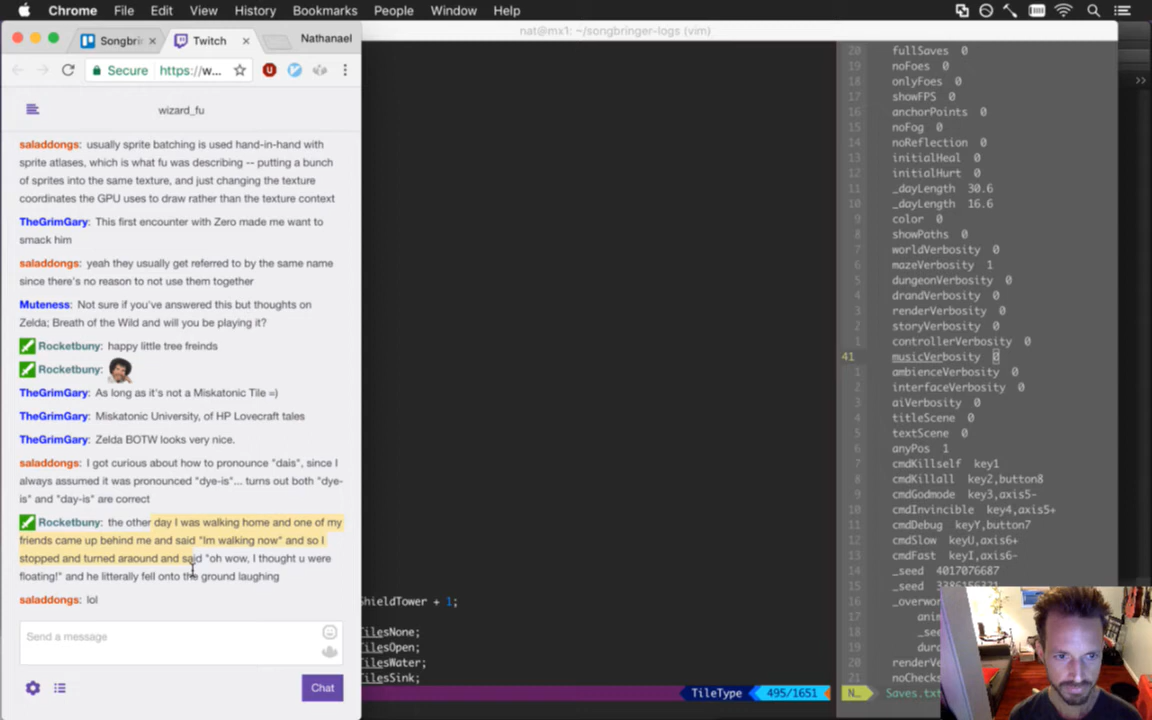 Chrome File Edit View History Bookmarks People Window Help
nat@mx1: ~/songbringer-logs (vim)
Songbrin × Twitch × Nathanael
Secure https://w...
wizard_fu
saladdongs: usually sprite batching is used hand-in-hand with
sprite atlases, which is what fu was describing -- putting a bunch
of sprites into the same texture, and just changing the texture
coordinates the GPU uses to draw rather than the texture context
TheGrimGary: This first encounter with Zero made me want to
smack him
saladdongs: yeah they usually get referred to by the same name
since there's no reason to not use them together
Muteness: Not sure if you've answered this but thoughts on
Zelda; Breath of the Wild and will you be playing it?
Rocketbuny: happy little tree freinds
Rocketbuny:
TheGrimGary: As long as it's not a Miskatonic Tile =)
TheGrimGary: Miskatonic University, of HP Lovecraft tales
TheGrimGary: Zelda BOTW looks very nice.
saladdongs: I got curious about how to pronounce "dais", since I
always assumed it was pronounced "dye-is"... turns out both "dye-
is" and "day-is" are correct
Rocketbuny: the other day I was walking home and one of my
friends came up behind me and said "Im walking now" and so I
stopped and turned araound and said "oh wow, I thought u were
floating!" and he litterally fell onto the ground laughing
saladdongs: lol
Send a message
Chat
ShieldTower + 1;
TilesNone;
TilesOpen;
TilesWater;
TilesSink;
TileType 495/1651
20 fullSaves 0
19 noFoes 0
18 onlyFoes 0
17 showFPS 0
16 anchorPoints 0
15 noFog 0
14 noReflection 0
13 initialHeal 0
12 initialHurt 0
11 _dayLength 30.6
10 _dayLength 16.6
9 color 0
8 showPaths 0
7 worldVerbosity 0
6 mazeVerbosity 1
5 dungeonVerbosity 0
4 drandVerbosity 0
3 renderVerbosity 0
2 storyVerbosity 0
1 controllerVerbosity 0
41 musicVerbosity 0
1 ambienceVerbosity 0
2 interfaceVerbosity 0
3 aiVerbosity 0
4 titleScene 0
5 textScene 0
6 anyPos 1
7 cmdKillself key1
8 cmdKillall key2,button8
9 cmdGodmode key3,axis5-
10 cmdInvincible key4,axis5+
11 cmdDebug keyY,button7
12 cmdSlow keyU,axis6+
13 cmdFast keyI,axis6-
14 _seed 4017076687
15 _seed
16 _overwor
17 ani
18 _se
19 dura
20 renderVe
21 noChecks
N... Saves.txt